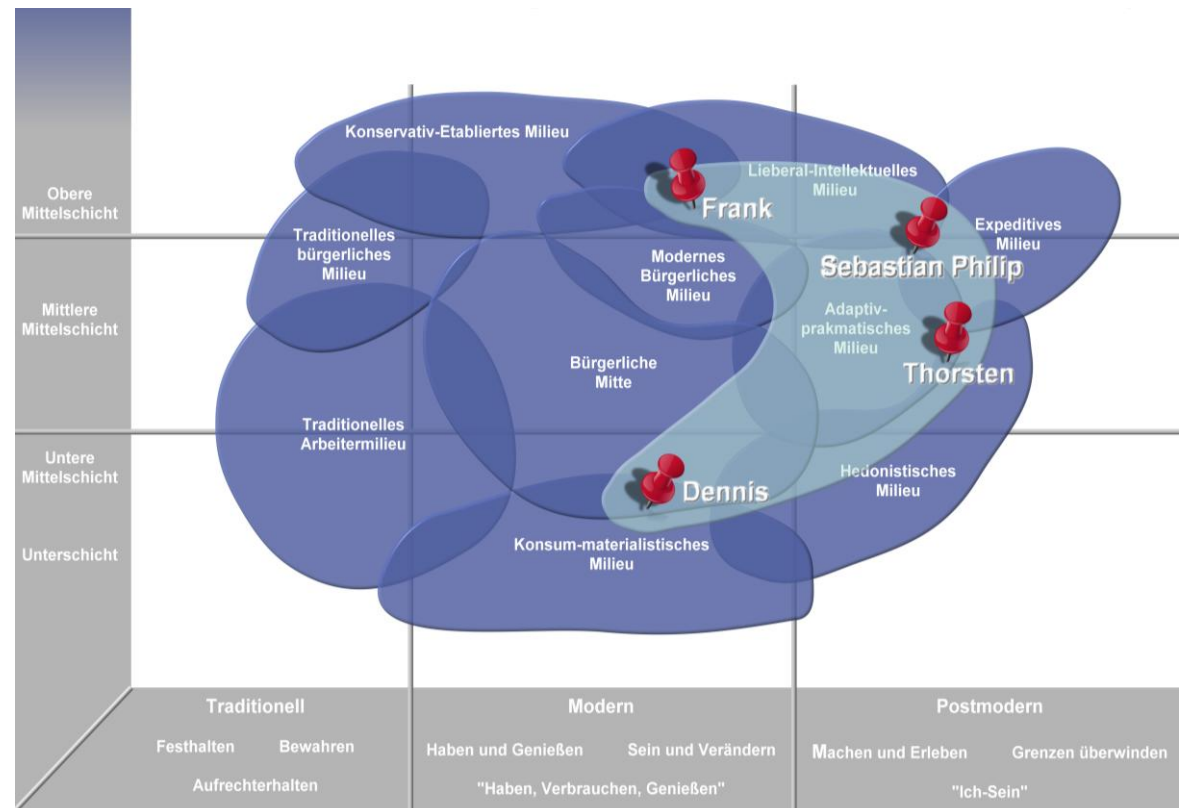 Konservativ-Etabliertes Milieu
Lieberal-Intellektuelles
Milieu
Obere
Mittelschicht
Frank
Expeditives
Milieu
Traditionelles
bürgerliches
Milieu
Modernes
Bürgerliches
Milieu
Sebastian Philip
Mittlere
Mittelschicht
Adaptiv-
prakmatisches
Milieu
Bürgerliche
Mitte
Thorsten
Traditionelles
Arbeitermilieu
Untere
Mittelschicht
Hedonistisches
Milieu
Dennis
Unterschicht
Konsum-materialistisches
Milieu
Traditionell
Modern
Postmodern
Festhalten Bewahren
Haben und Genießen Sein und Verändern
Machen und Erleben Grenzen überwinden
Aufrechterhalten
"Haben, Verbrauchen, Genießen"
"Ich-Sein"